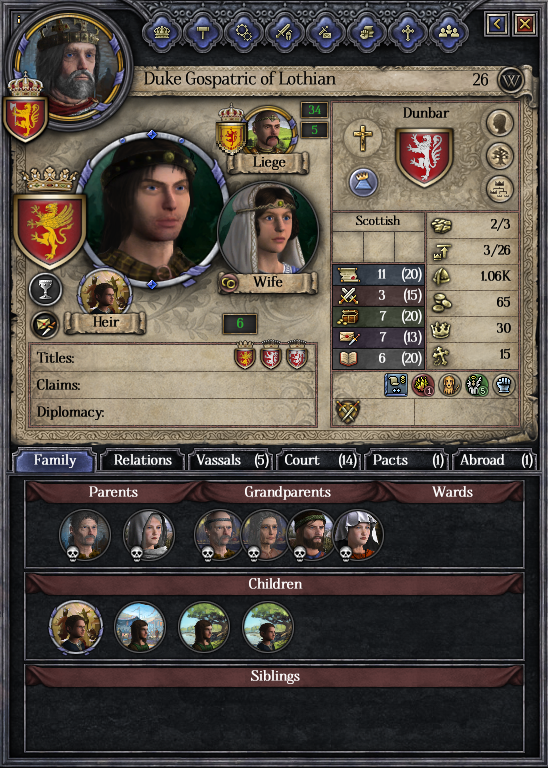 i
Duke Gospatric of Lothian 26 W
34
5
Liege
Dunbar
Wife
Heir
6
Scottish
2/3
3/26
11 (20)
1.06K
3 (15)
65
7 (20)
30
7 (13)
15
6 (20)
1
5
Titles:
Claims:
Diplomacy:
Family Relations Vassals (5) Court (14) Pacts (1) Abroad (1)
Parents Grandparents Wards
Children
Siblings